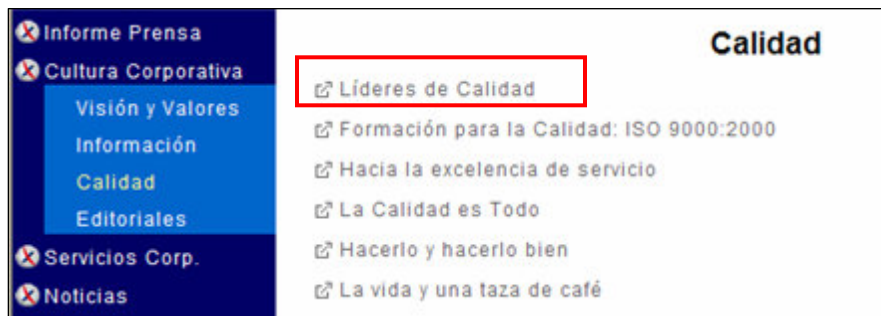 Informe Prensa
Cultura Corporativa
Visión y Valores
Información
Calidad
Editoriales
Servicios Corp.
Noticias
Calidad
Líderes de Calidad
Formación para la Calidad: ISO 9000:2000
Hacia la excelencia de servicio
La Calidad es Todo
Hacerlo y hacerlo bien
La vida y una taza de café